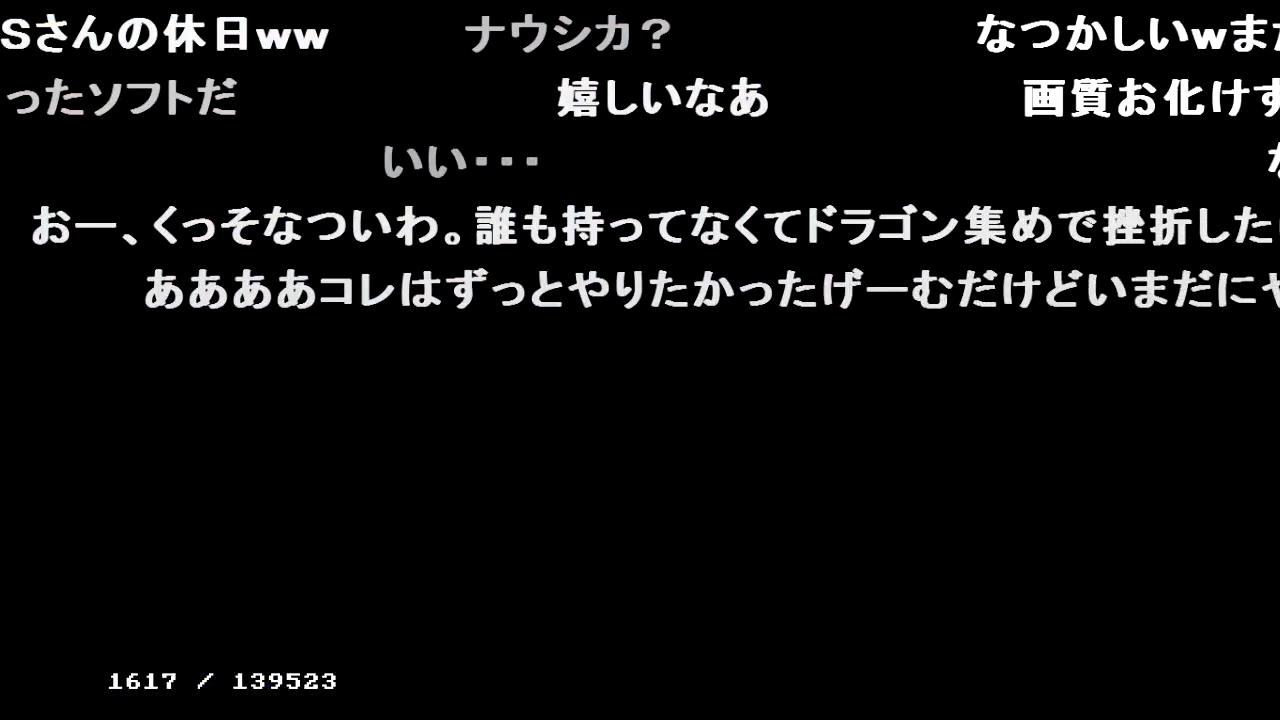 Sさんの休日ww ナウシカ？ なつかしいwまだ
ったソフトだ 嬉しいなあ 画質お化けす
いい・・・ な
おー、くっそなついわ。誰も持ってなくてドラゴン集めで挫折した
ああああコレはずっとやりたかったげーむだけどいまだにや
1617 / 139523